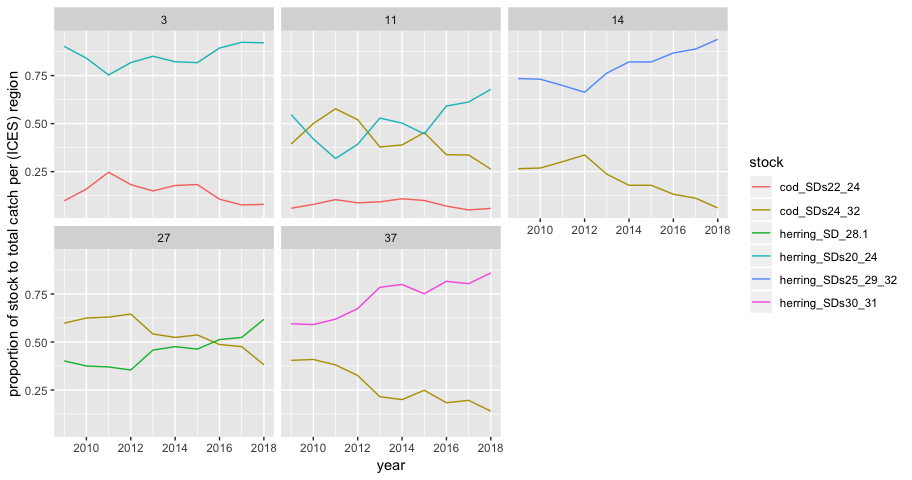 proportion of stock to total catch per (ICES) region
3
11
14
0.75
0.50
0.25
2010 2012 2014 2016 2018
27
37
0.75
0.50
0.25
2010 2012 2014 2016 2018
2010 2012 2014 2016 2018
year
stock
cod_SDs22_24
cod_SDs24_32
herring_SD_28.1
herring_SDs20_24
herring_SDs25_29_32
herring_SDs30_31